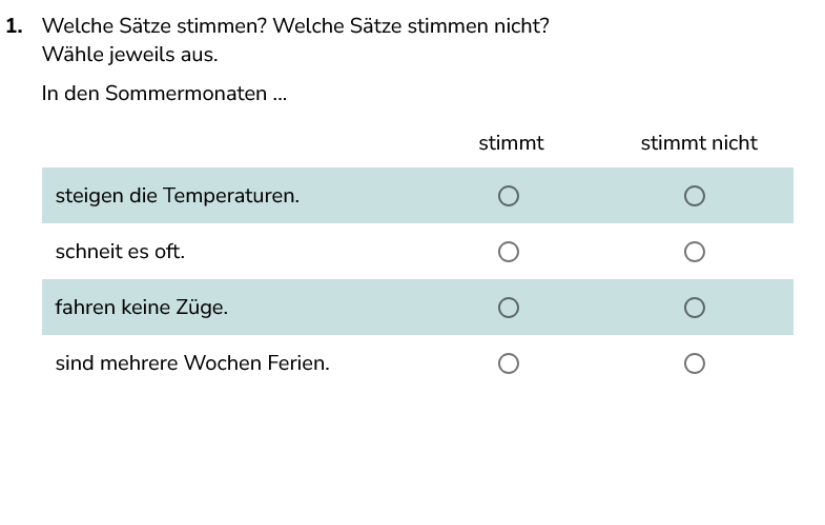 1. Welche Sätze stimmen? Welche Sätze stimmen nicht?
Wähle jeweils aus.
In den Sommermonaten ...
stimmt stimmt nicht
steigen die Temperaturen.
schneit es oft.
fahren keine Züge.
sind mehrere Wochen Ferien.